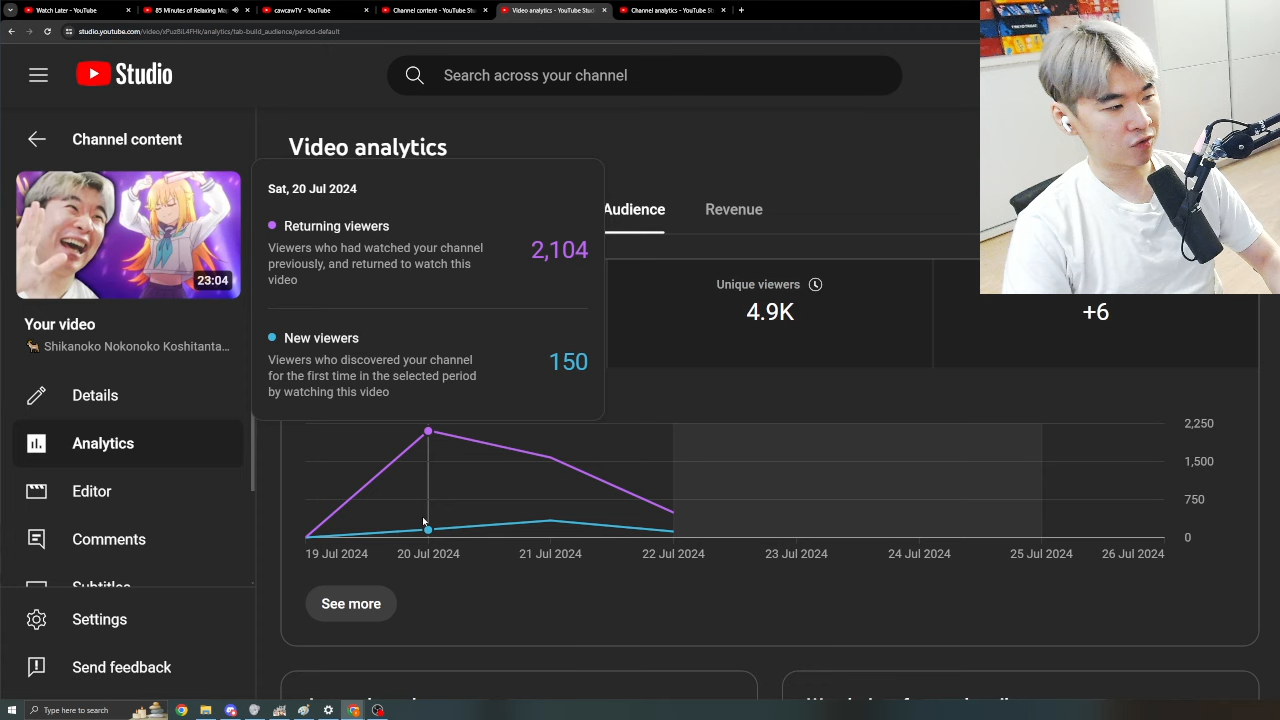 Watch Later - YouTube
85 Minutes of Relaxing Ma
cawcawTV - YouTube
Channel content - YouTube Stu
Video analytics - YouTube Stud
Channel analytics - YouTube St
studio.youtube.com/video/xPuzBiL4FHk/analytics/tab-build_audience/period-default
Studio
Search across your channel
Channel content
23:04
Your video
Shikanoko Nokonoko Koshitanta...
Details
Analytics
Editor
Comments
Subtitles
Settings
Send feedback
Video analytics
Audience
Revenue
Sat, 20 Jul 2024
Returning viewers
Viewers who had watched your channel
previously, and returned to watch this
video
2,104
New viewers
Viewers who discovered your channel
for the first time in the selected period
by watching this video
150
Unique viewers
4.9K
+6
2,250
1,500
750
0
19 Jul 2024
20 Jul 2024
21 Jul 2024
22 Jul 2024
23 Jul 2024
24 Jul 2024
25 Jul 2024
26 Jul 2024
See more
Type here to search